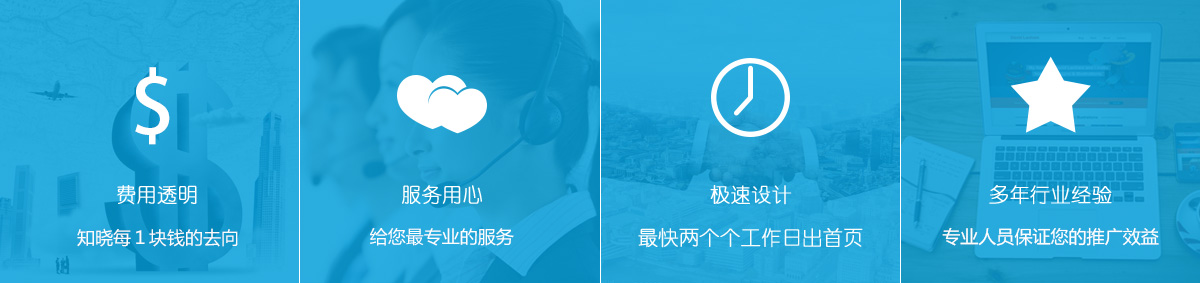 费用透明
知晓每1块钱的去向
服务用心
给您最专业的服务
极速设计
最快两个个工作日出首页
多年行业经验
专业人员保证您的推广效益